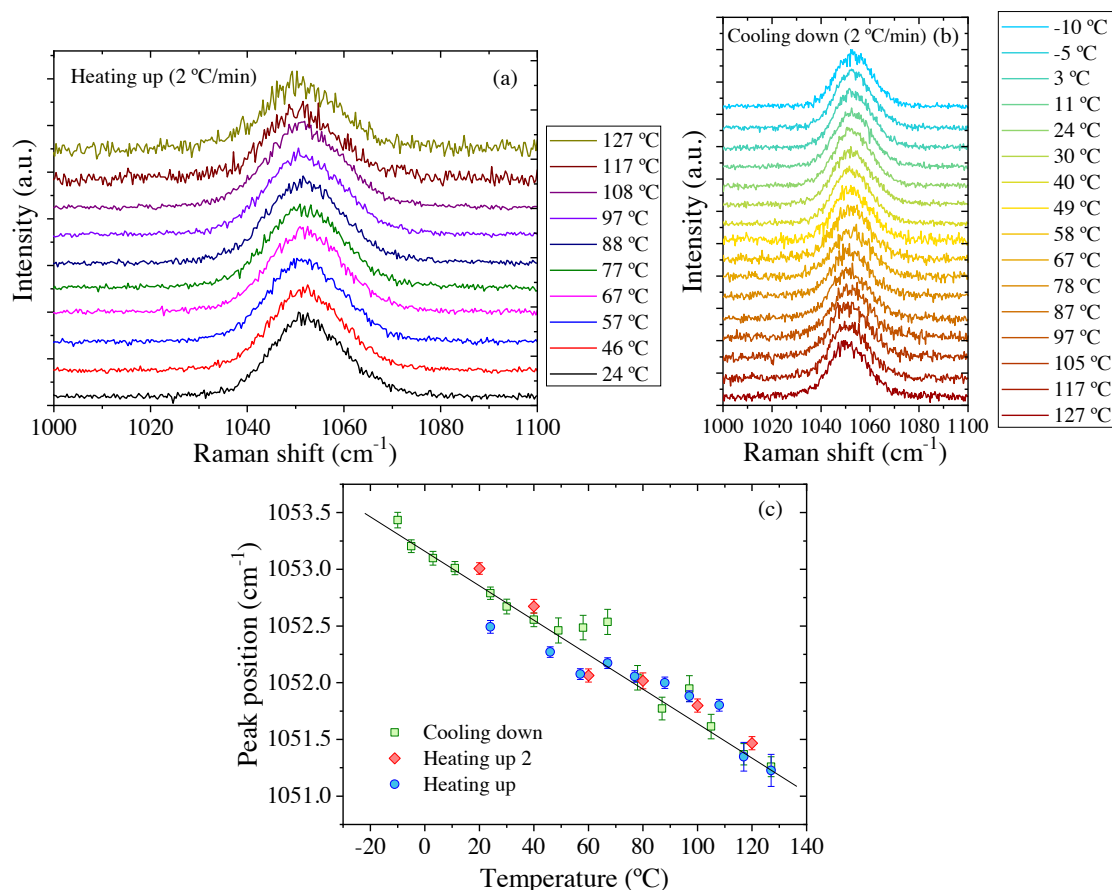 Heating up (2 ºC/min)
(a)
Intensity (a.u.)
1000 1020 1040 1060 1080 1100
Raman shift (cm-1)
127 ºC
117 ºC
108 ºC
97 ºC
88 ºC
77 ºC
67 ºC
57 ºC
46 ºC
24 ºC
Cooling down (2 ºC/min) (b)
Intensity (a.u.)
1000 1020 1040 1060 1080 1100
Raman shift (cm-1)
-10 ºC
-5 ºC
3 ºC
11 ºC
24 ºC
30 ºC
40 ºC
49 ºC
58 ºC
67 ºC
78 ºC
87 ºC
97 ºC
105 ºC
117 ºC
127 ºC
(c)
Peak position (cm-1)
1053.5
1053.0
1052.5
1052.0
1051.5
1051.0
Cooling down
Heating up 2
Heating up
-20 0 20 40 60 80 100 120 140
Temperature (ºC)